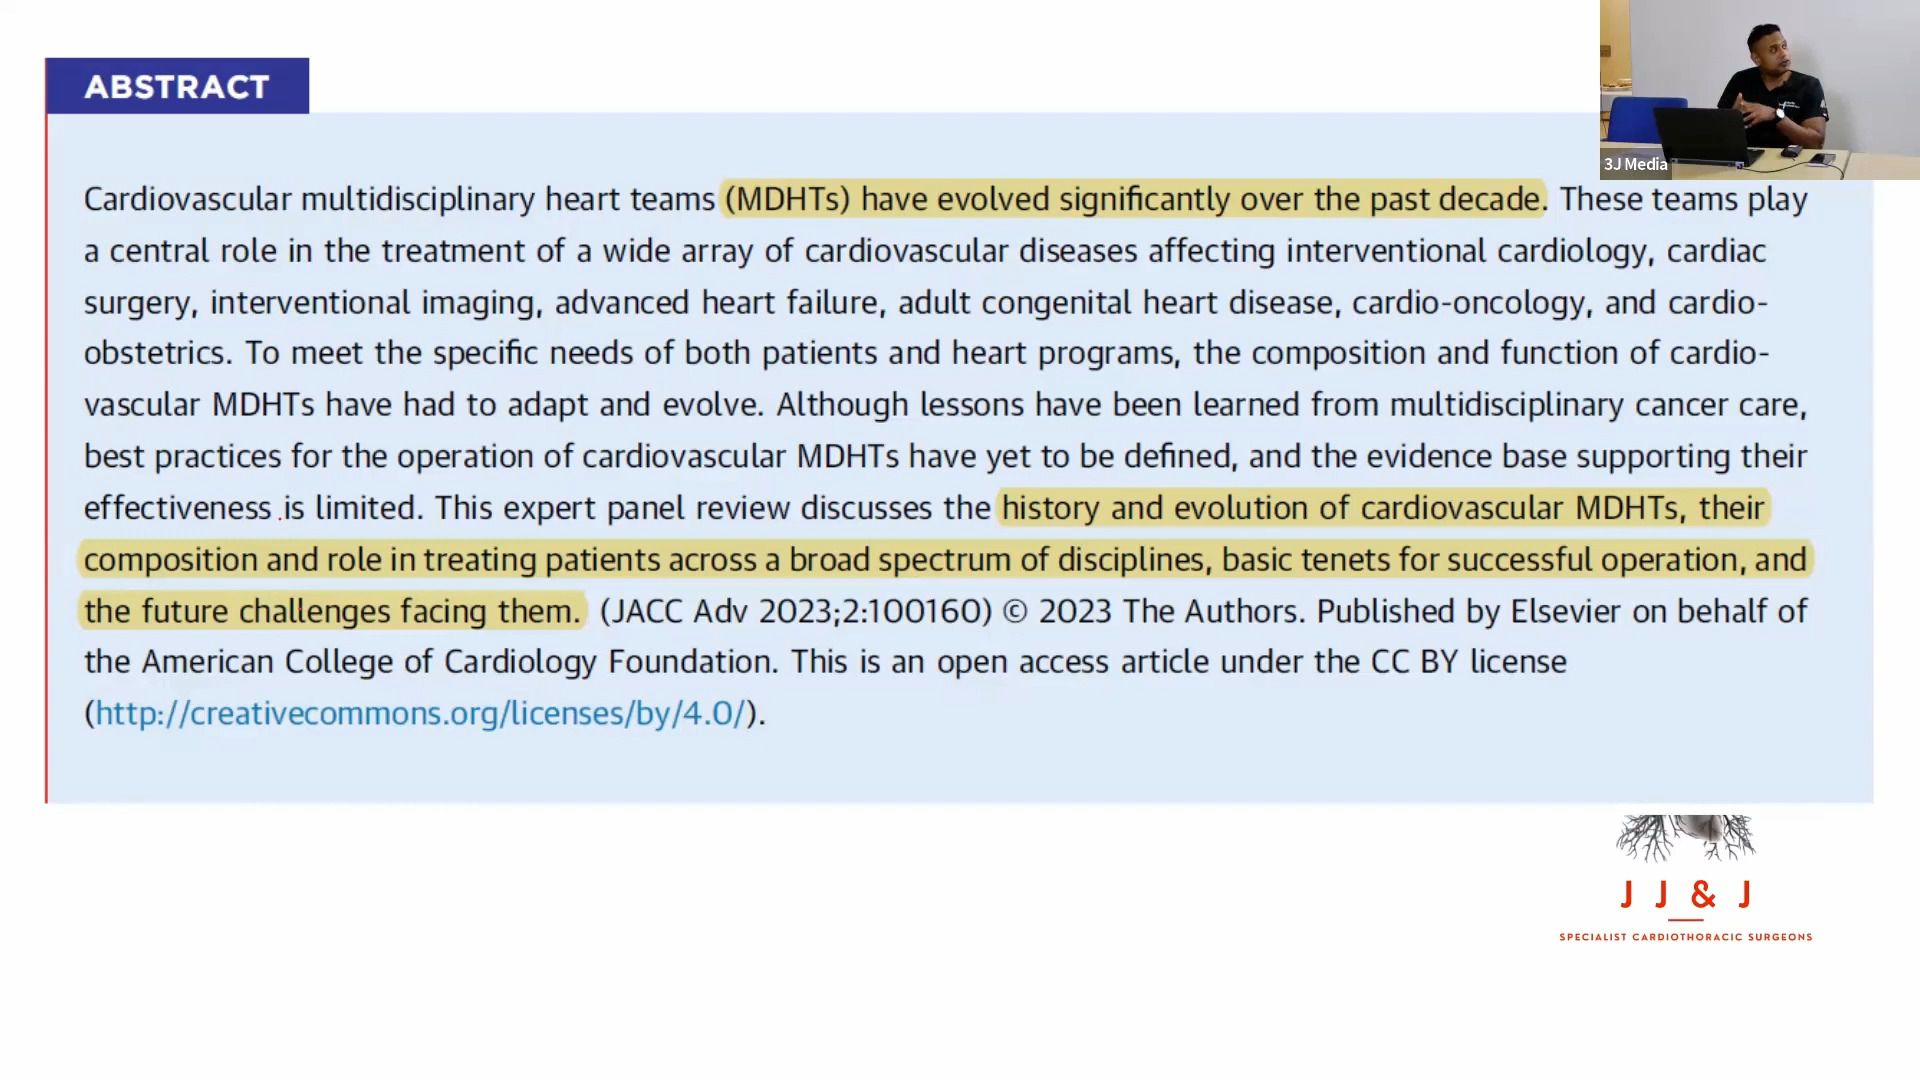 ABSTRACT
3J Media
Cardiovascular multidisciplinary heart teams (MDHTs) have evolved significantly over the past decade. These teams play
a central role in the treatment of a wide array of cardiovascular diseases affecting interventional cardiology, cardiac
surgery, interventional imaging, advanced heart failure, adult congenital heart disease, cardio-oncology, and cardio-
obstetrics. To meet the specific needs of both patients and heart programs, the composition and function of cardio-
vascular MDHTs have had to adapt and evolve. Although lessons have been learned from multidisciplinary cancer care,
best practices for the operation of cardiovascular MDHTs have yet to be defined, and the evidence base supporting their
effectiveness is limited. This expert panel review discusses the history and evolution of cardiovascular MDHTs, their
composition and role in treating patients across a broad spectrum of disciplines, basic tenets for successful operation, and
the future challenges facing them. (JACC Adv 2023;2:100160) © 2023 The Authors. Published by Elsevier on behalf of
the American College of Cardiology Foundation. This is an open access article under the CC BY license
(http://creativecommons.org/licenses/by/4.0/).
J J & J
SPECIALIST CARDIOTHORACIC SURGEONS